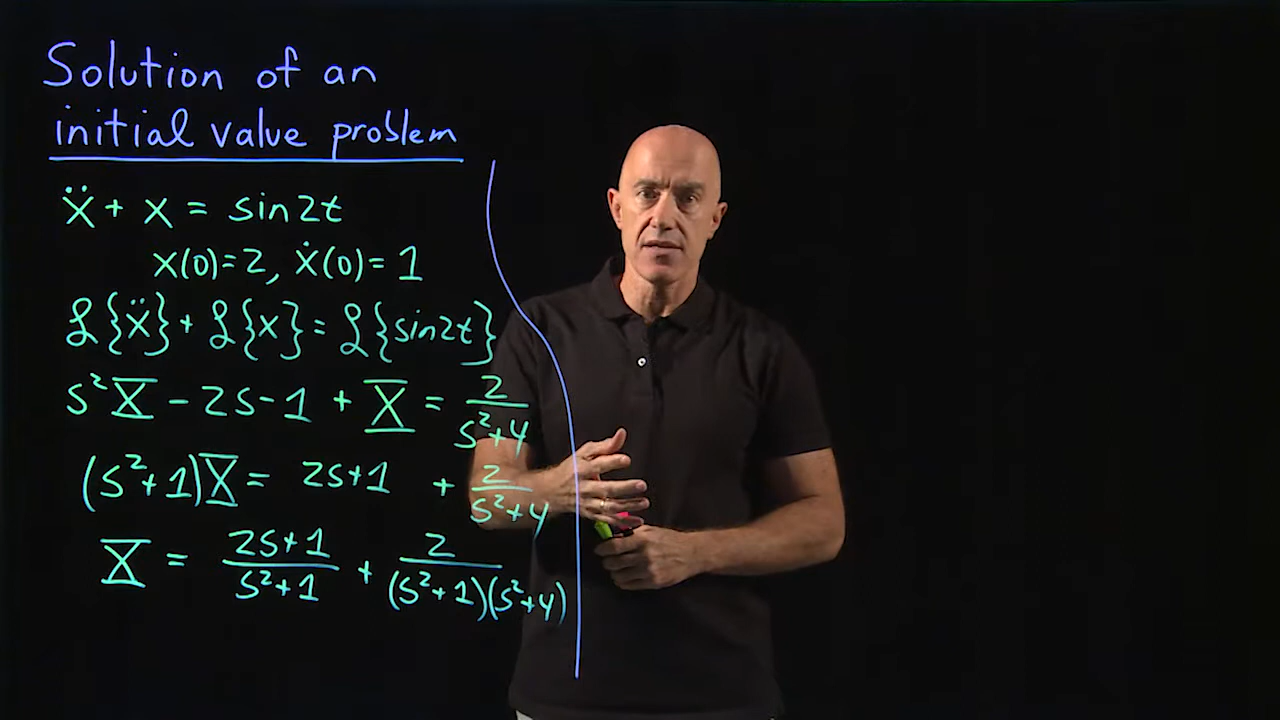 Solution of an
initial value problem
ẍ + x = sin2t
x(0)=2, ẋ(0)=1
ℒ{ẍ} + ℒ{x} = ℒ{sin2t}
s²X - 2s - 1 + X = 2/(s²+4)
(s²+1)X = 2s+1 + 2/(s²+4)
X = (2s+1)/(s²+1) + 2/((s²+1)(s²+4))